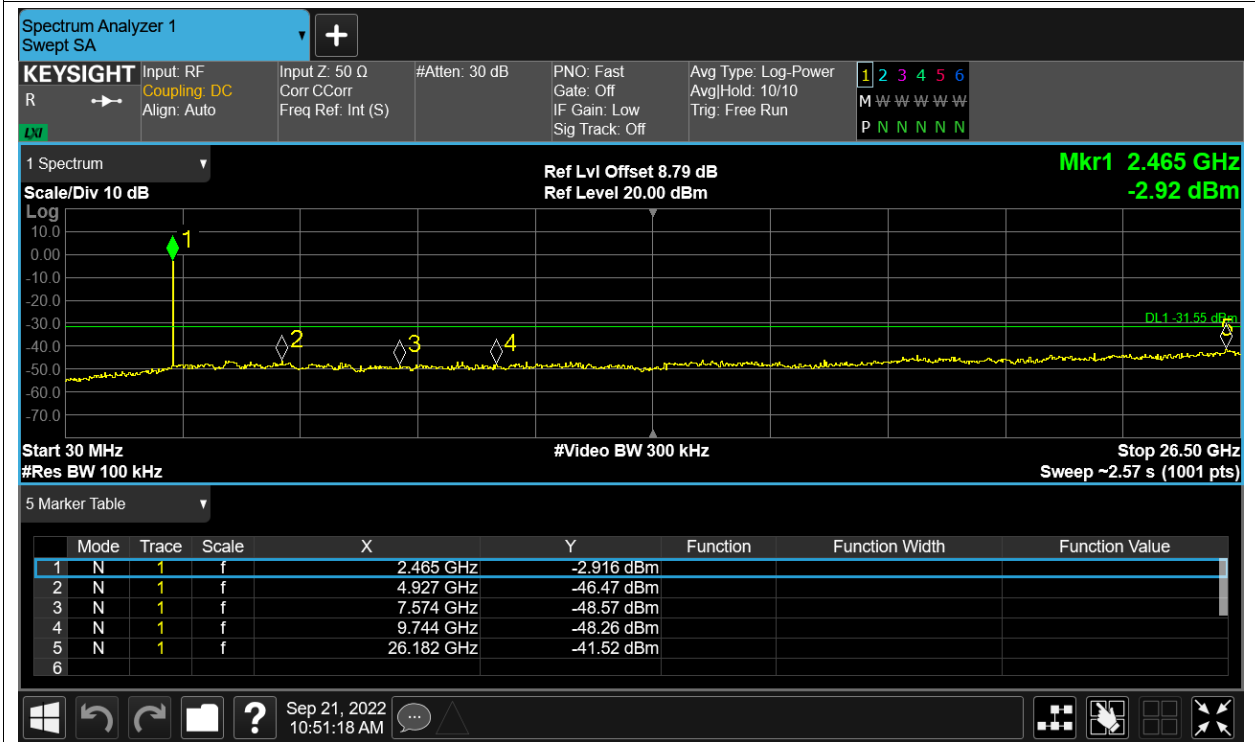 Spectrum Analyzer 1
Swept SA
+
KEYSIGHT Input: RF Input Z: 50 Ω #Atten: 30 dB PNO: Fast Avg Type: Log-Power 1 2 3 4 5 6
R Coupling: DC Corr CCorr Gate: Off Avg|Hold: 10/10 M W W W W W
Align: Auto Freq Ref: Int (S) IF Gain: Low Trig: Free Run
LXI Sig Track: Off P N N N N N
1 Spectrum Ref Lvl Offset 8.79 dB Mkr1 2.465 GHz
Scale/Div 10 dB Ref Level 20.00 dBm -2.92 dBm
Log
10.0
1
0.00
-10.0
-20.0
DL1 -31.55 dBm
-30.0
5
2
-40.0
3
4
-50.0
-60.0
-70.0
Start 30 MHz #Video BW 300 kHz Stop 26.50 GHz
#Res BW 100 kHz Sweep ~2.57 s (1001 pts)
5 Marker Table
Mode Trace Scale X Y Function Function Width Function Value
1 N 1 f 2.465 GHz -2.916 dBm
2 N 1 f 4.927 GHz -46.47 dBm
3 N 1 f 7.574 GHz -48.57 dBm
4 N 1 f 9.744 GHz -48.26 dBm
5 N 1 f 26.182 GHz -41.52 dBm
6
? Sep 21, 2022
10:51:18 AM